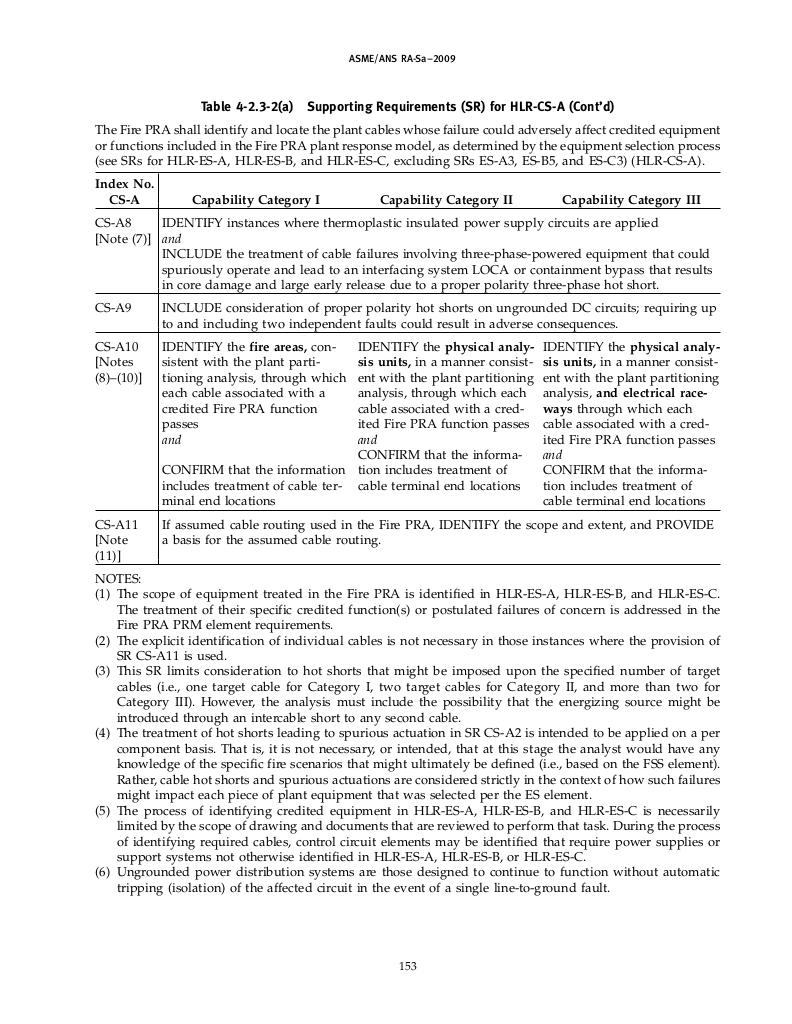 ASME/ANS RA-Sa–2009
Table 4-2.3-2(a) Supporting Requirements (SR) for HLR-CS-A (Cont’d)
The Fire PRA shall identify and locate the plant cables whose failure could adversely affect credited equipment
or functions included in the Fire PRA plant response model, as determined by the equipment selection process
(see SRs for HLR-ES-A, HLR-ES-B, and HLR-ES-C, excluding SRs ES-A3, ES-B5, and ES-C3) (HLR-CS-A).
Index No.
CS-A Capability Category I Capability Category II Capability Category III
CS-A8
[Note (7)]
IDENTIFY instances where thermoplastic insulated power supply circuits are applied
and
INCLUDE the treatment of cable failures involving three-phase-powered equipment that could
spuriously operate and lead to an interfacing system LOCA or containment bypass that results
in core damage and large early release due to a proper polarity three-phase hot short.
CS-A9
INCLUDE consideration of proper polarity hot shorts on ungrounded DC circuits; requiring up
to and including two independent faults could result in adverse consequences.
CS-A10
[Notes
(8)–(10)]
IDENTIFY the fire areas, con-
sistent with the plant parti-
tioning analysis, through which
each cable associated with a
credited Fire PRA function
passes
and
CONFIRM that the information
includes treatment of cable ter-
minal end locations
IDENTIFY the physical analy-
sis units, in a manner consist-
ent with the plant partitioning
analysis, through which each
cable associated with a cred-
ited Fire PRA function passes
and
CONFIRM that the informa-
tion includes treatment of
cable terminal end locations
IDENTIFY the physical analy-
sis units, in a manner consist-
ent with the plant partitioning
analysis, and electrical race-
ways through which each
cable associated with a cred-
ited Fire PRA function passes
and
CONFIRM that the informa-
tion includes treatment of
cable terminal end locations
CS-A11
[Note
(11)]
If assumed cable routing used in the Fire PRA, IDENTIFY the scope and extent, and PROVIDE
a basis for the assumed cable routing.
NOTES:
(1) The scope of equipment treated in the Fire PRA is identified in HLR-ES-A, HLR-ES-B, and HLR-ES-C.
The treatment of their specific credited function(s) or postulated failures of concern is addressed in the
Fire PRA PRM element requirements.
(2) The explicit identification of individual cables is not necessary in those instances where the provision of
SR CS-A11 is used.
(3) This SR limits consideration to hot shorts that might be imposed upon the specified number of target
cables (i.e., one target cable for Category I, two target cables for Category II, and more than two for
Category III). However, the analysis must include the possibility that the energizing source might be
introduced through an intercable short to any second cable.
(4) The treatment of hot shorts leading to spurious actuation in SR CS-A2 is intended to be applied on a per
component basis. That is, it is not necessary, or intended, that at this stage the analyst would have any
knowledge of the specific fire scenarios that might ultimately be defined (i.e., based on the FSS element).
Rather, cable hot shorts and spurious actuations are considered strictly in the context of how such failures
might impact each piece of plant equipment that was selected per the ES element.
(5) The process of identifying credited equipment in HLR-ES-A, HLR-ES-B, and HLR-ES-C is necessarily
limited by the scope of drawing and documents that are reviewed to perform that task. During the process
of identifying required cables, control circuit elements may be identified that require power supplies or
support systems not otherwise identified in HLR-ES-A, HLR-ES-B, or HLR-ES-C.
(6) Ungrounded power distribution systems are those designed to continue to function without automatic
tripping (isolation) of the affected circuit in the event of a single line-to-ground fault.
153